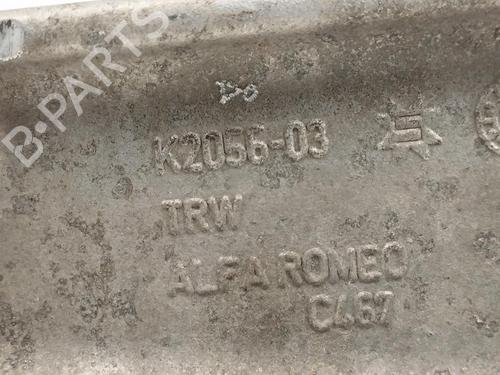 B-PARTS
K2056-03
TRW
ALFA ROMEO
C467